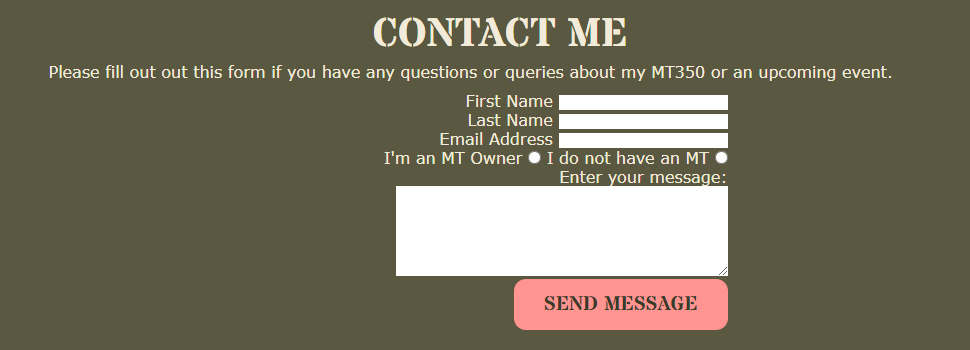 CONTACT ME
Please fill out out this form if you have any questions or queries about my MT350 or an upcoming event.
First Name
Last Name
Email Address
I'm an MT Owner I do not have an MT
Enter your message:
SEND MESSAGE